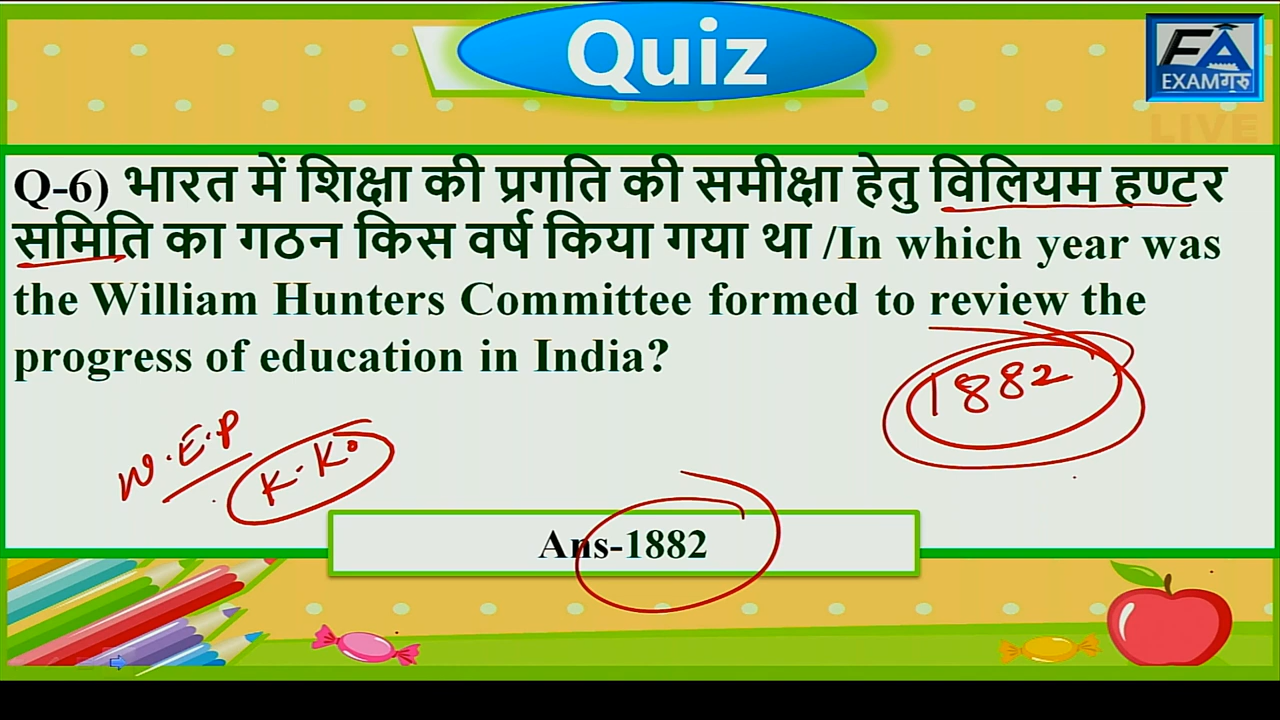 Quiz
EXAMगुरु
LIVE
Q-6) भारत में शिक्षा की प्रगति की समीक्षा हेतु विलियम हण्टर
समिति का गठन किस वर्ष किया गया था /In which year was
the William Hunters Committee formed to review the
progress of education in India?
1882
W.E.P
K.K.
Ans-1882